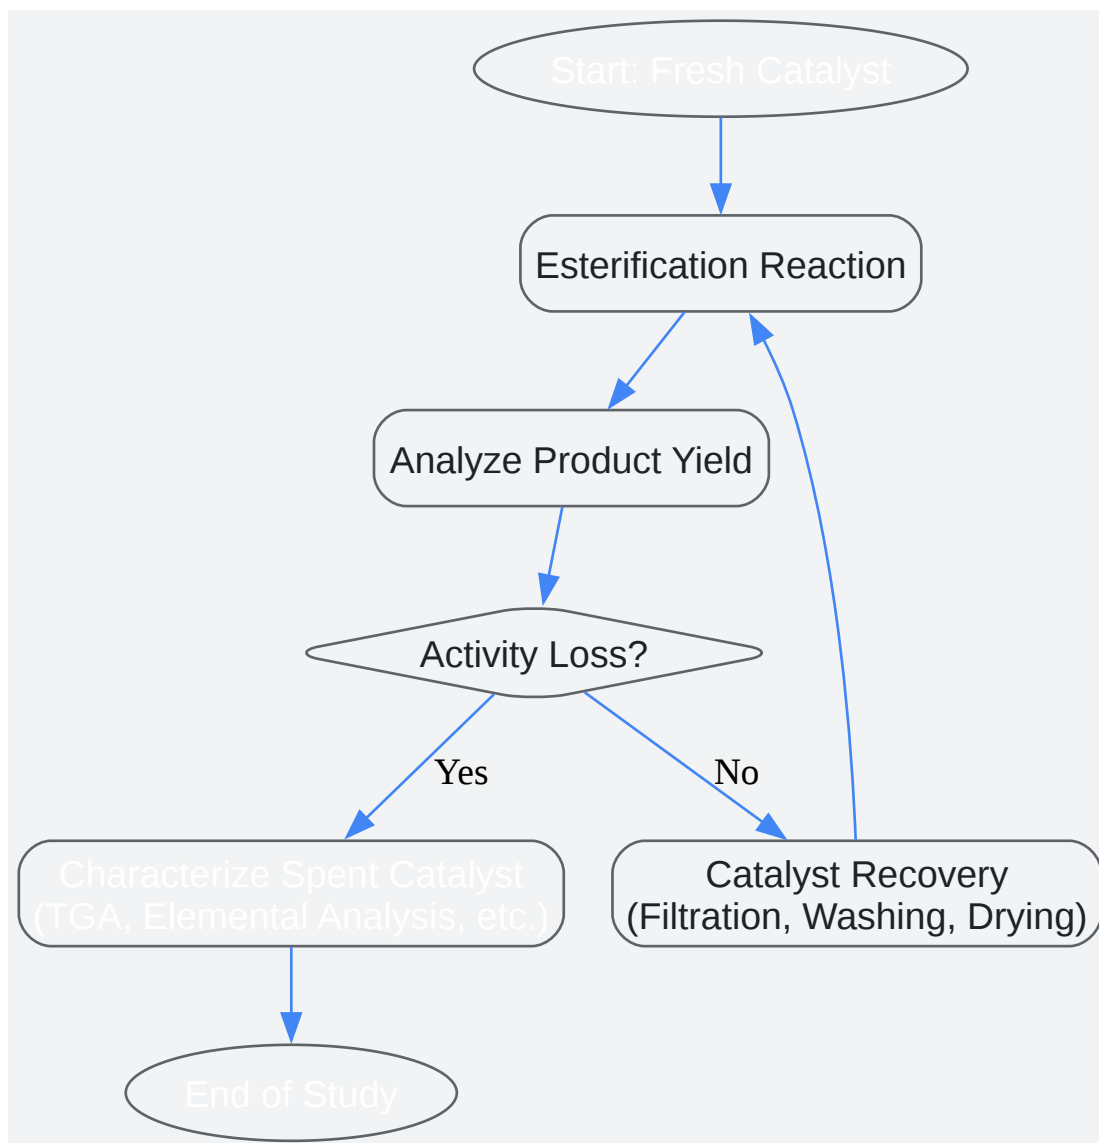 Start: Fresh Catalyst
Esterification Reaction
Analyze Product Yield
Activity Loss?
Yes
No
Characterize Spent Catalyst
(TGA, Elemental Analysis, etc.)
Catalyst Recovery
(Filtration, Washing, Drying)
End of Study